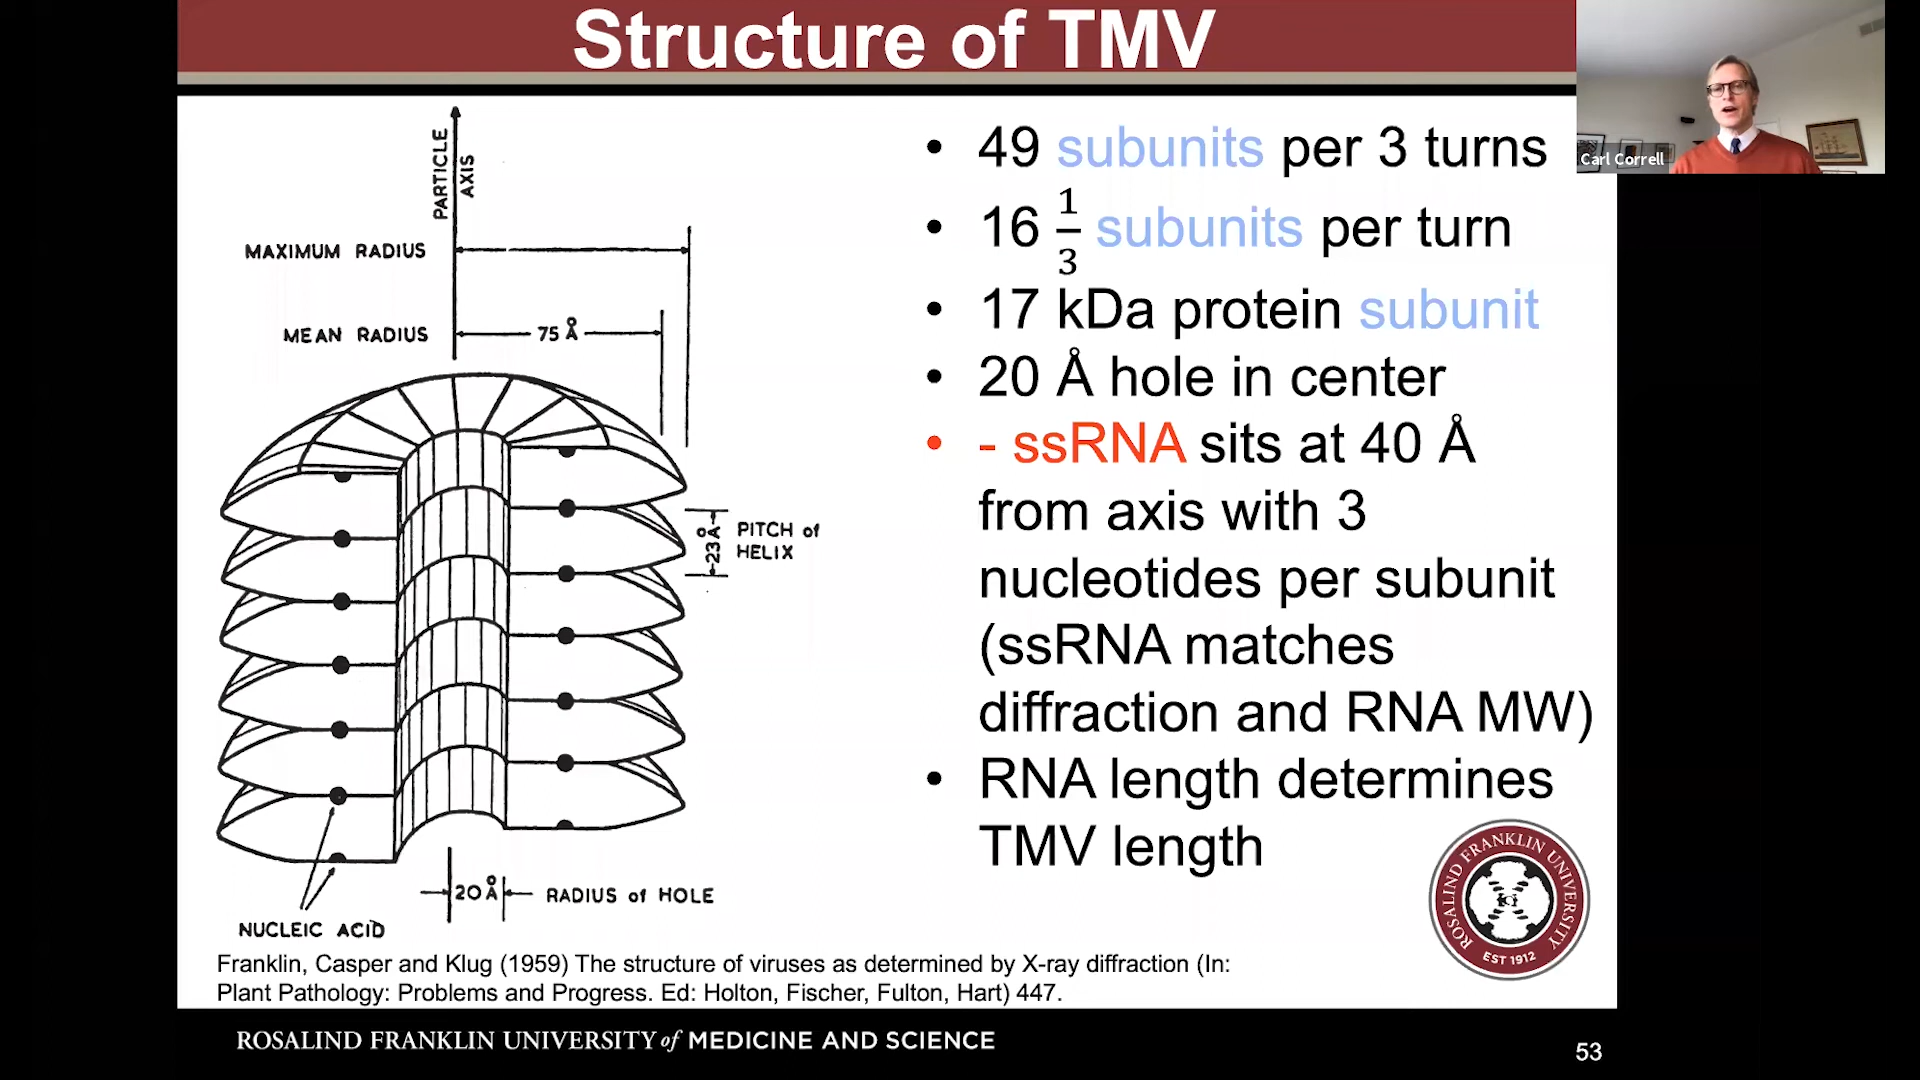 Structure of TMV
Carl Correll
PARTICLE
AXIS
MAXIMUM RADIUS
MEAN RADIUS
75 Å
23Å
PITCH of
HELIX
20Å
RADIUS of HOLE
NUCLEIC ACID
• 49 subunits per 3 turns
• 16 1/3 subunits per turn
• 17 kDa protein subunit
• 20 Å hole in center
• - ssRNA sits at 40 Å
from axis with 3
nucleotides per subunit
(ssRNA matches
diffraction and RNA MW)
• RNA length determines
TMV length
ROSALIND FRANKLIN UNIVERSITY
EST 1912
Franklin, Casper and Klug (1959) The structure of viruses as determined by X-ray diffraction (In:
Plant Pathology: Problems and Progress. Ed: Holton, Fischer, Fulton, Hart) 447.
ROSALIND FRANKLIN UNIVERSITY of MEDICINE AND SCIENCE
53